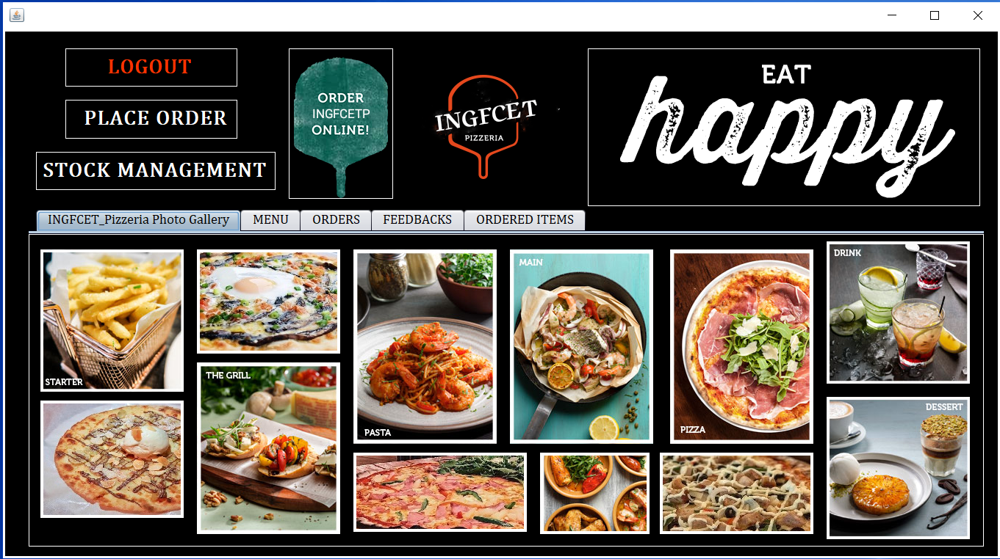 LOGOUT
PLACE ORDER
STOCK MANAGEMENT
ORDER
INGFCETP
ONLINE!
INGFCET
PIZZERIA
EAT
happy
INGFCET_Pizzeria Photo Gallery
MENU
ORDERS
FEEDBACKS
ORDERED ITEMS
STARTER
THE GRILL
PASTA
MAIN
PIZZA
DRINK
DESSERT